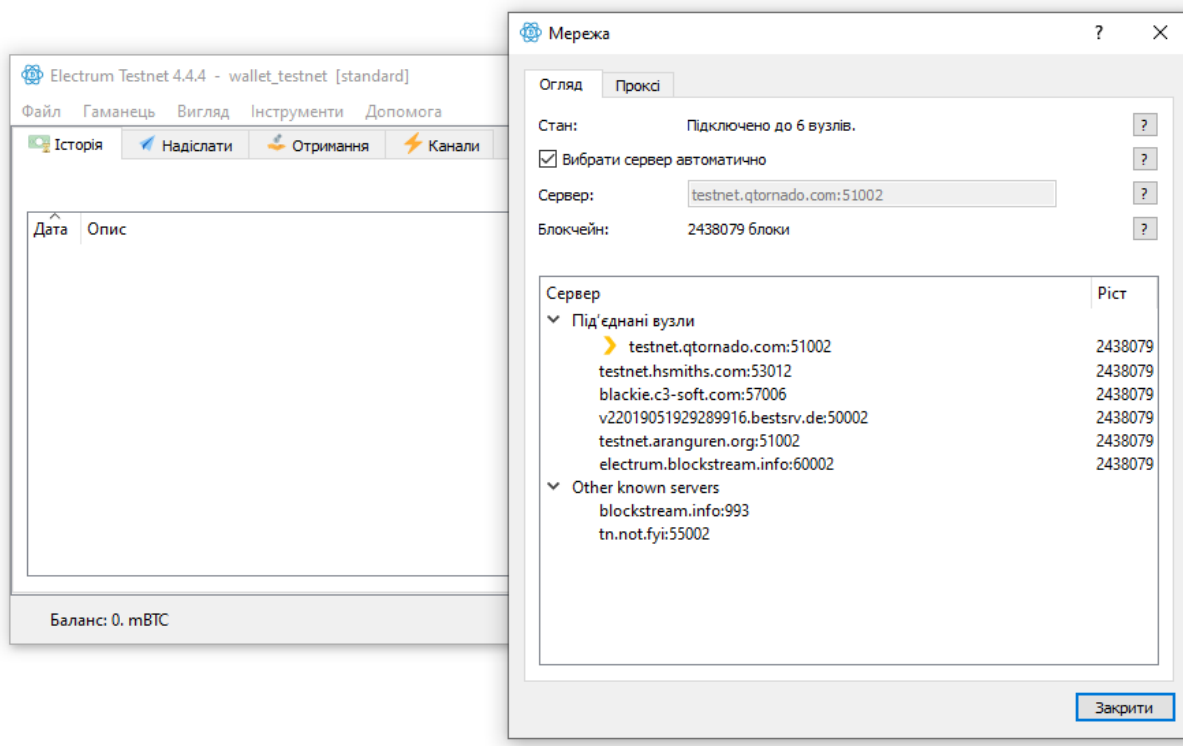 Electrum Testnet 4.4.4 - wallet_testnet [standard]
Файл Гаманець Вигляд Інструменти Допомога
Історія Надіслати Отримання Канали
Дата Опис
Баланс: 0. mBTC
Мережа ?
Огляд Проксі
Стан: Підключено до 6 вузлів. ?
Вибрати сервер автоматично ?
Сервер: testnet.qtornado.com:51002 ?
Блокчейн: 2438079 блоки ?
Сервер Ріст
Під'єднані вузли
testnet.qtornado.com:51002 2438079
testnet.hsmiths.com:53012 2438079
blackie.c3-soft.com:57006 2438079
v22019051929289916.bestsrv.de:50002 2438079
testnet.aranguren.org:51002 2438079
electrum.blockstream.info:60002 2438079
Other known servers
blockstream.info:993
tn.not.fyi:55002
Закрити